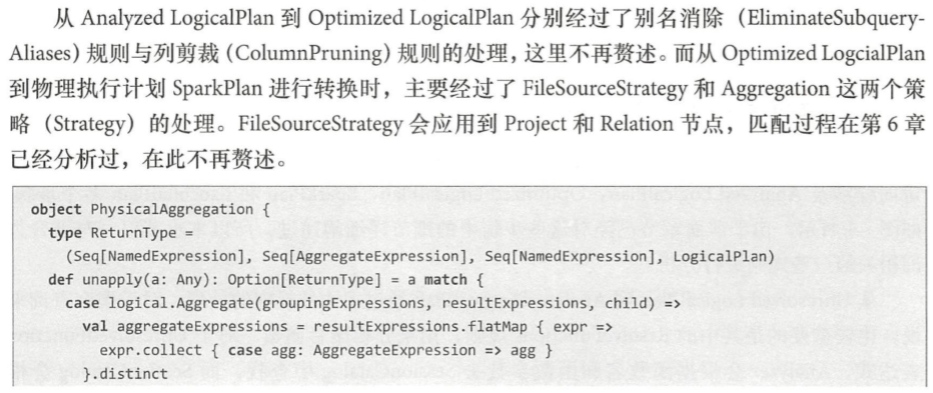 从 Analyzed LogicalPlan 到 Optimized LogicalPlan 分别经过了别名消除（EliminateSubquery-
Aliases）规则与列剪裁（ColumnPruning）规则的处理，这里不再赘述。而从 Optimized LogcialPlan
到物理执行计划 SparkPlan 进行转换时，主要经过了 FileSourceStrategy 和 Aggregation 这两个策
略（Strategy）的处理。FileSourceStrategy 会应用到 Project 和 Relation 节点，匹配过程在第 6 章
已经分析过，在此不再赘述。
object PhysicalAggregation {
type ReturnType =
(Seq[NamedExpression], Seq[AggregateExpression], Seq[NamedExpression], LogicalPlan)
def unapply(a: Any): Option[ReturnType] = a match {
case logical.Aggregate(groupingExpressions, resultExpressions, child) =>
val aggregateExpressions = resultExpressions.flatMap { expr =>
expr.collect { case agg: AggregateExpression => agg }
}.distinct